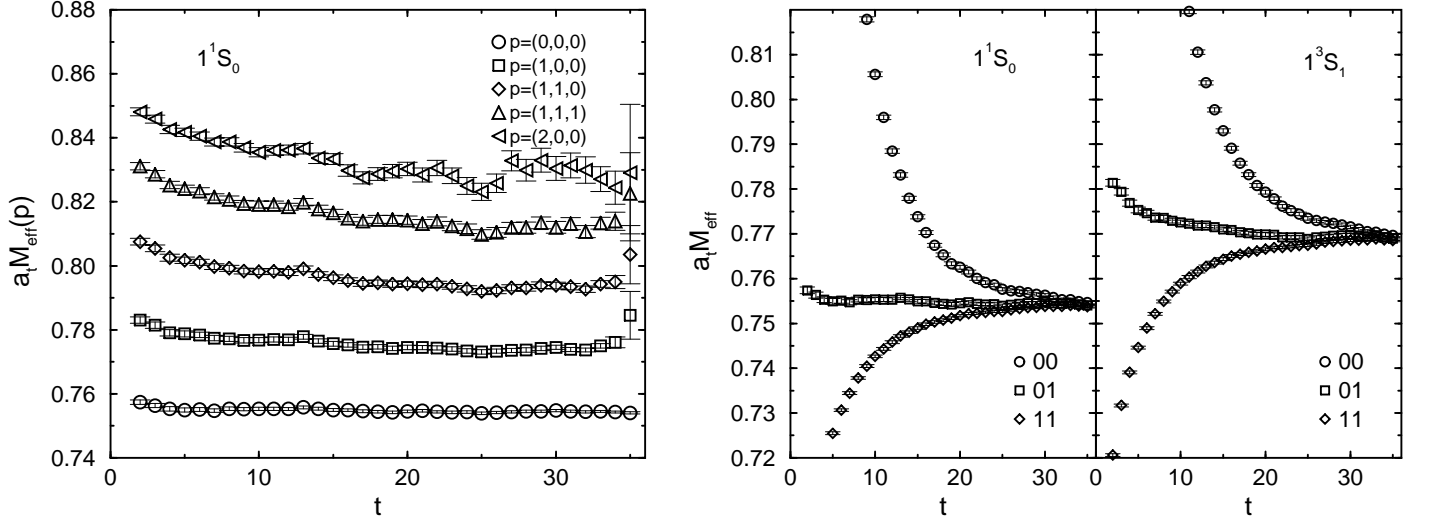 0.88
0.86
0.84
0.82
0.80
0.78
0.76
0.74
0
10
20
30
t
a_tM_eff(p)
1^1S_0
p=(0,0,0)
p=(1,0,0)
p=(1,1,0)
p=(1,1,1)
p=(2,0,0)
0.81
0.80
0.79
0.78
0.77
0.76
0.75
0.74
0.73
0.72
a_tM_eff
1^1S_0
00
01
11
0
10
20
30
t
1^3S_1
00
01
11
0
10
20
30
t